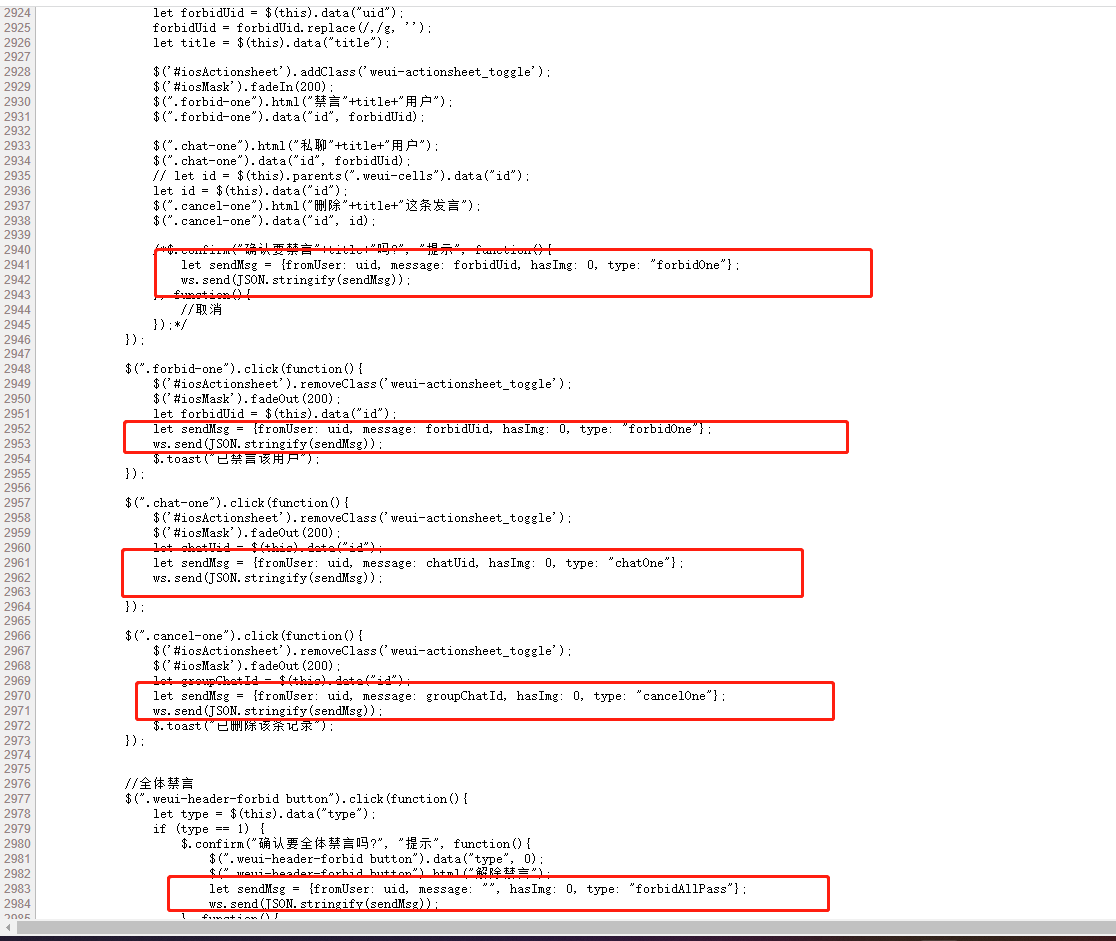 2924 let forbidUid = $(this).data("uid");
2925 forbidUid = forbidUid.replace(/,/g, '');
2926 let title = $(this).data("title");
2927
2928 $('#iosActionsheet').addClass('weui-actionsheet_toggle');
2929 $('#iosMask').fadeIn(200);
2930 $(".forbid-one").html("禁言"+title+"用户");
2931 $(".forbid-one").data("id", forbidUid);
2932
2933 $(".chat-one").html("私聊"+title+"用户");
2934 $(".chat-one").data("id", forbidUid);
2935 // let id = $(this).parents(".weui-cells").data("id");
2936 let id = $(this).data("id");
2937 $(".cancel-one").html("删除"+title+"这条发言");
2938 $(".cancel-one").data("id", id);
2939
2940 /*$.confirm("确认要禁言"+title+"吗?", "提示", function(){
2941 let sendMsg = {fromUser: uid, message: forbidUid, hasImg: 0, type: "forbidOne"};
2942 ws.send(JSON.stringify(sendMsg));
2943 }, function(){
2944 //取消
2945 });*/
2946 });
2947
2948 $(".forbid-one").click(function(){
2949 $('#iosActionsheet').removeClass('weui-actionsheet_toggle');
2950 $('#iosMask').fadeOut(200);
2951 let forbidUid = $(this).data("id");
2952 let sendMsg = {fromUser: uid, message: forbidUid, hasImg: 0, type: "forbidOne"};
2953 ws.send(JSON.stringify(sendMsg));
2954 $.toast("已禁言该用户");
2955 });
2956
2957 $(".chat-one").click(function(){
2958 $('#iosActionsheet').removeClass('weui-actionsheet_toggle');
2959 $('#iosMask').fadeOut(200);
2960 let chatUid = $(this).data("id");
2961 let sendMsg = {fromUser: uid, message: chatUid, hasImg: 0, type: "chatOne"};
2962 ws.send(JSON.stringify(sendMsg));
2963
2964 });
2965
2966 $(".cancel-one").click(function(){
2967 $('#iosActionsheet').removeClass('weui-actionsheet_toggle');
2968 $('#iosMask').fadeOut(200);
2969 let groupChatId = $(this).data("id");
2970 let sendMsg = {fromUser: uid, message: groupChatId, hasImg: 0, type: "cancelOne"};
2971 ws.send(JSON.stringify(sendMsg));
2972 $.toast("已删除该条记录");
2973 });
2974
2975
2976 //全体禁言
2977 $(".weui-header-forbid button").click(function(){
2978 let type = $(this).data("type");
2979 if (type == 1) {
2980 $.confirm("确认要全体禁言吗?", "提示", function(){
2981 $(".weui-header-forbid button").data("type", 0);
2982 $(".weui-header-forbid button").html("解除禁言");
2983 let sendMsg = {fromUser: uid, message: "", hasImg: 0, type: "forbidAllPass"};
2984 ws.send(JSON.stringify(sendMsg));
2985 }, function(){